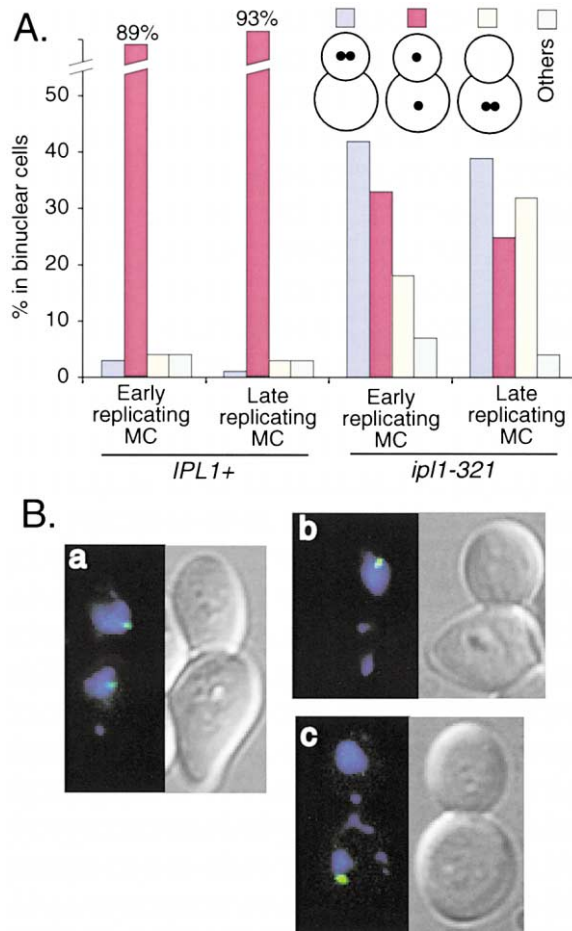 A.
89%
93%
Others
% in binuclear cells
50
40
30
20
10
0
Early
replicating
MC
Late
replicating
MC
Early
replicating
MC
Late
replicating
MC
IPL1+
ipl1-321
B.
a
b
c